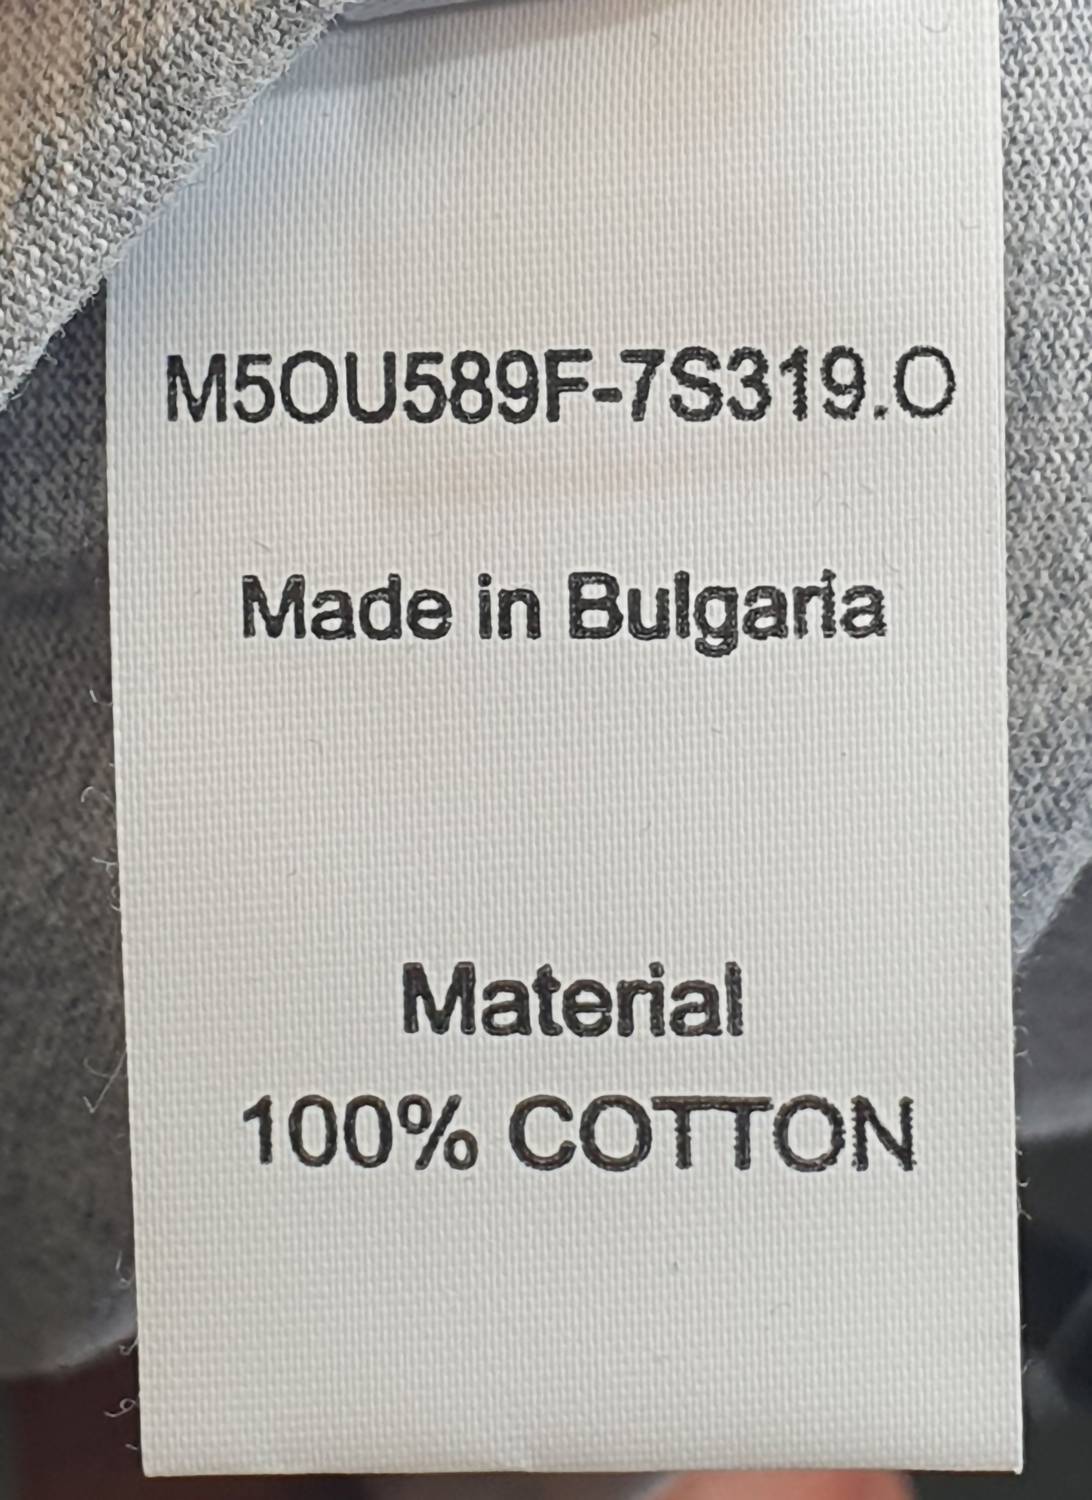 M5OU589F-7S319.O
Made in Bulgaria
Material
100% COTTON